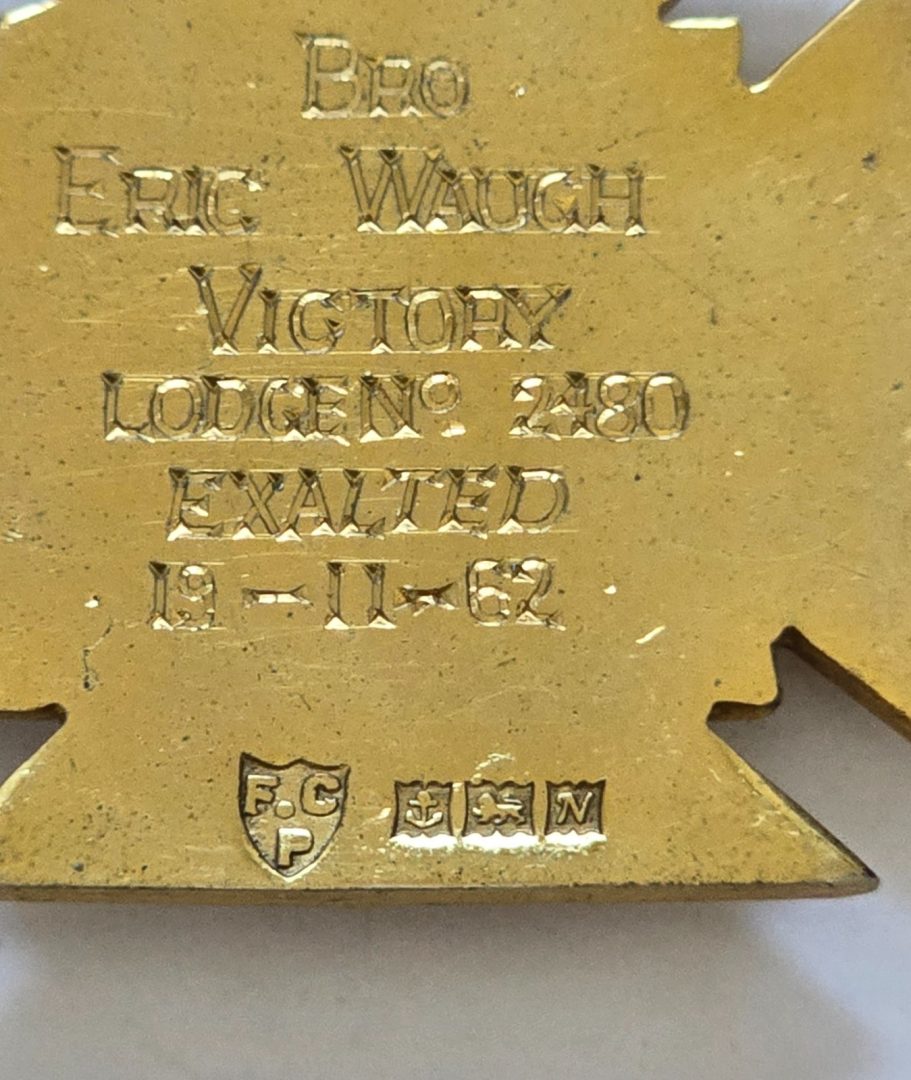 BRO
ERIC WAUGH
VICTORY
LODGE Nº 2480
EXALTED
19-11-62
F.C
P
N